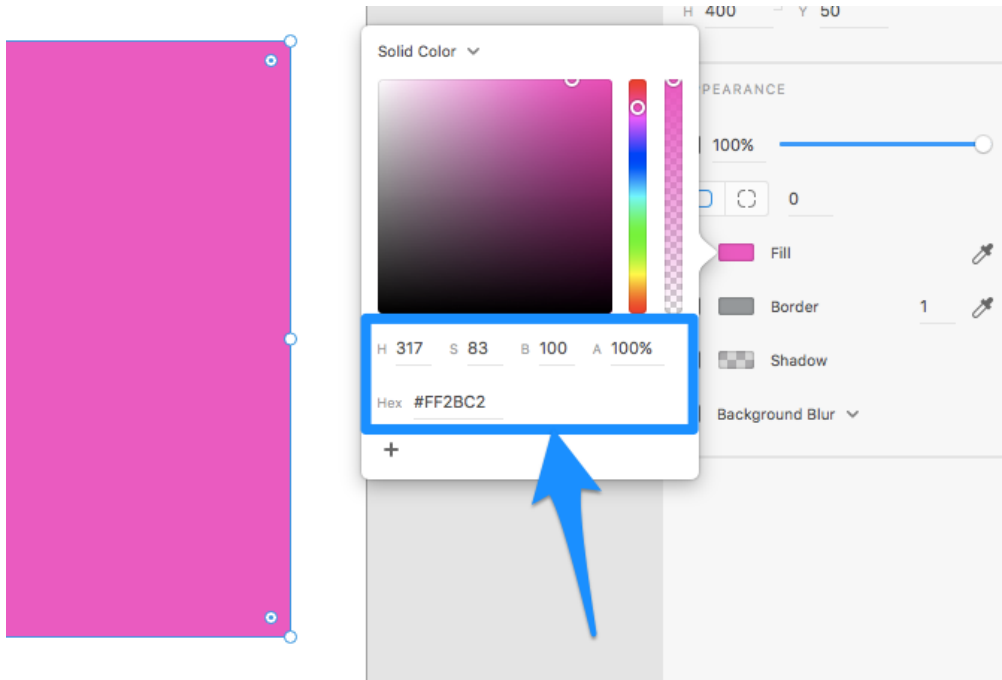 H 400 Y 50
Solid Color
PEARANCE
100%
0
Fill
Border 1
H 317 S 83 B 100 A 100%
Shadow
Hex #FF2BC2
Background Blur
+